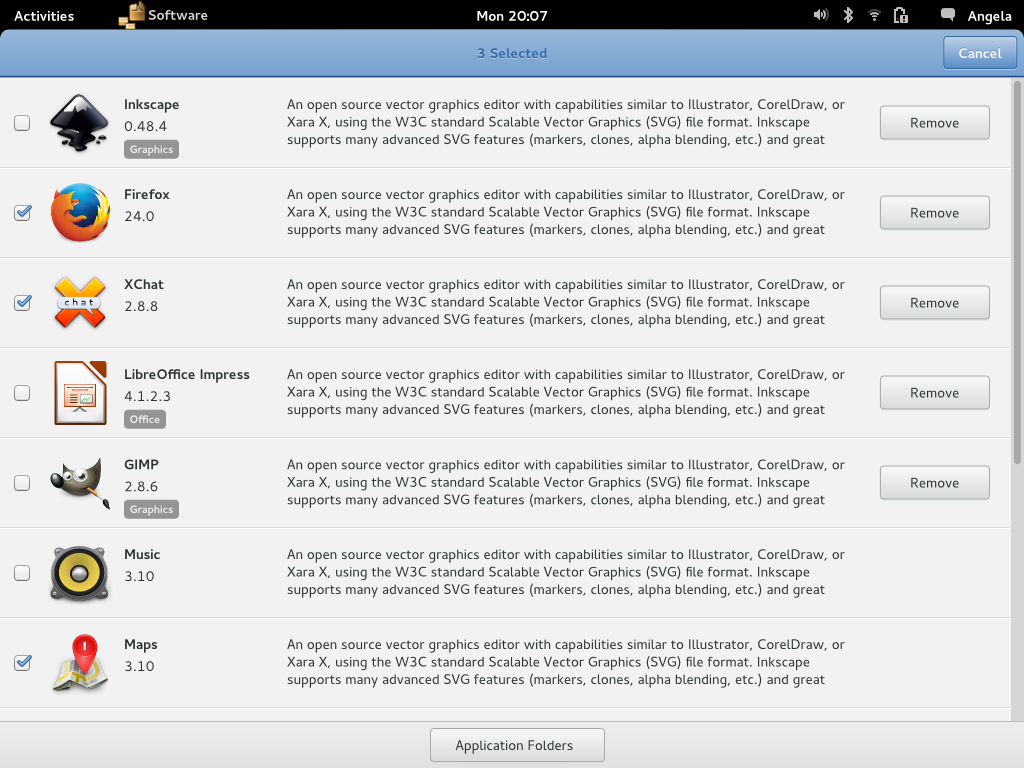 Activities Software Mon 20:07 Angela
3 Selected Cancel
Inkscape
0.48.4
Graphics
An open source vector graphics editor with capabilities similar to Illustrator, CorelDraw, or
Xara X, using the W3C standard Scalable Vector Graphics (SVG) file format. Inkscape
supports many advanced SVG features (markers, clones, alpha blending, etc.) and great
Remove
Firefox
24.0
An open source vector graphics editor with capabilities similar to Illustrator, CorelDraw, or
Xara X, using the W3C standard Scalable Vector Graphics (SVG) file format. Inkscape
supports many advanced SVG features (markers, clones, alpha blending, etc.) and great
Remove
chat
XChat
2.8.8
An open source vector graphics editor with capabilities similar to Illustrator, CorelDraw, or
Xara X, using the W3C standard Scalable Vector Graphics (SVG) file format. Inkscape
supports many advanced SVG features (markers, clones, alpha blending, etc.) and great
Remove
LibreOffice Impress
4.1.2.3
Office
An open source vector graphics editor with capabilities similar to Illustrator, CorelDraw, or
Xara X, using the W3C standard Scalable Vector Graphics (SVG) file format. Inkscape
supports many advanced SVG features (markers, clones, alpha blending, etc.) and great
Remove
GIMP
2.8.6
Graphics
An open source vector graphics editor with capabilities similar to Illustrator, CorelDraw, or
Xara X, using the W3C standard Scalable Vector Graphics (SVG) file format. Inkscape
supports many advanced SVG features (markers, clones, alpha blending, etc.) and great
Remove
Music
3.10
An open source vector graphics editor with capabilities similar to Illustrator, CorelDraw, or
Xara X, using the W3C standard Scalable Vector Graphics (SVG) file format. Inkscape
supports many advanced SVG features (markers, clones, alpha blending, etc.) and great
Maps
3.10
An open source vector graphics editor with capabilities similar to Illustrator, CorelDraw, or
Xara X, using the W3C standard Scalable Vector Graphics (SVG) file format. Inkscape
supports many advanced SVG features (markers, clones, alpha blending, etc.) and great
Application Folders